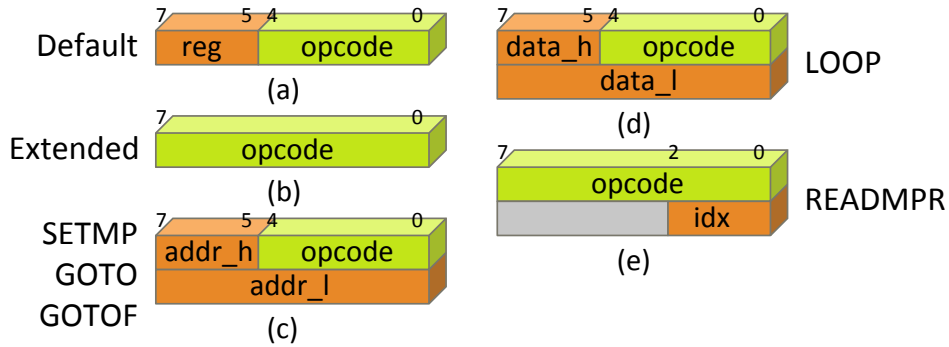 7 5 4 0
Default reg opcode
(a)
7 0
Extended opcode
(b)
7 5 4 0
SETMP
GOTO
GOTOF
addr_h opcode
addr_l
(c)
7 5 4 0
data_h opcode
data_l
LOOP
(d)
7 2 0
opcode
idx
READMPR
(e)